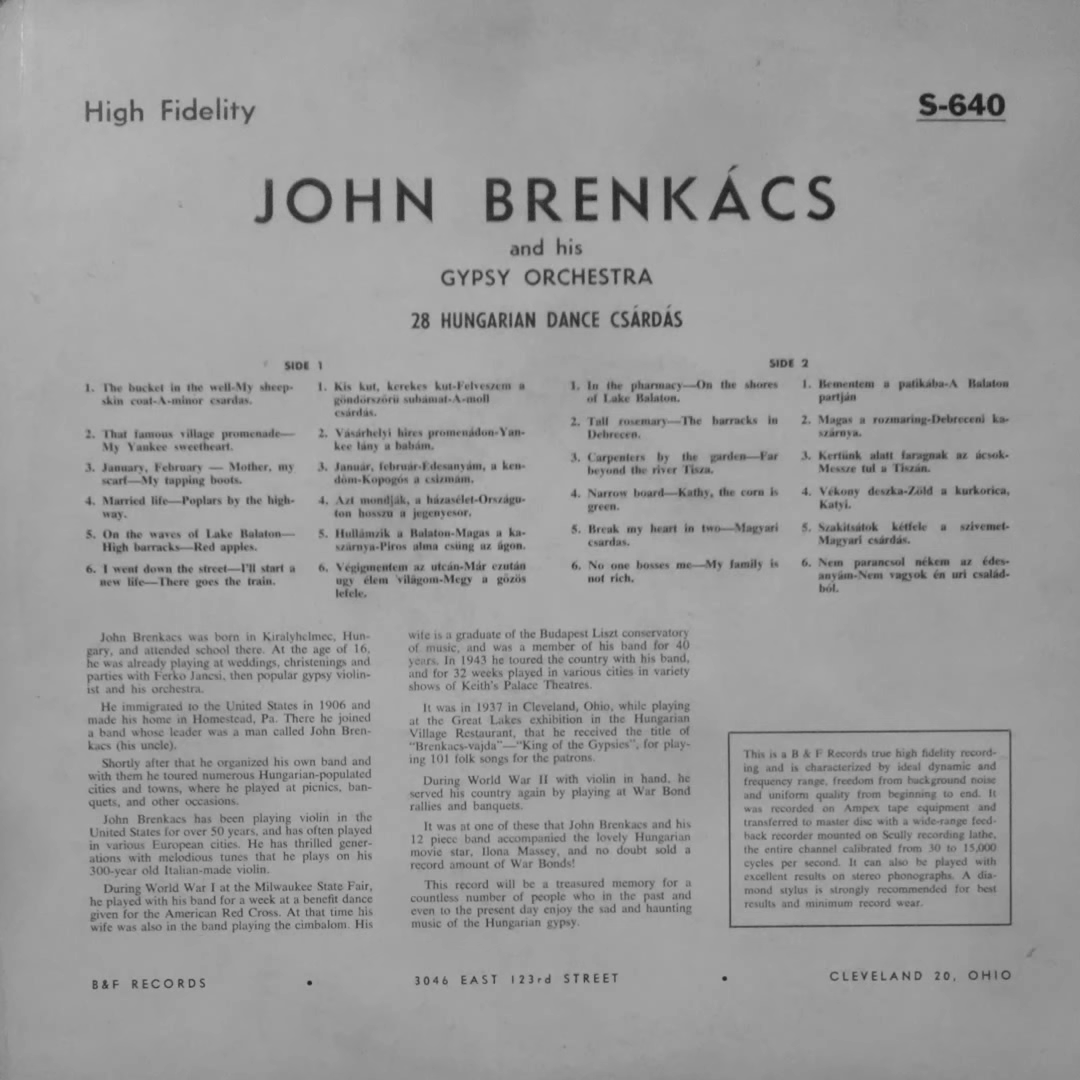 High Fidelity
S-640
JOHN BRENKÁCS
and his
GYPSY ORCHESTRA
28 HUNGARIAN DANCE CSÁRDÁS
SIDE 1
1. The bucket in the well-My sheep-
skin coat-A-minor csardas.
2. That famous village promenade—
My Yankee sweetheart.
3. January, February — Mother, my
scarf—My tapping boots.
4. Married life—Poplars by the high-
way.
5. On the waves of Lake Balaton—
High barracks—Red apples.
6. I went down the street—I'll start a
new life—There goes the train.
1. Kis kut, kerekes kut-Felveszem a
göndörszörü subámat-A-moll
csárdás.
2. Vásárhelyi hires promenádon-Yan-
kee lány a babám.
3. Január, február-Edesanyám, a ken-
döm-Kopogós a csizmám.
4. Azt mondják, a házasélet-Országu-
ton hosszu a jegenyesor.
5. Hullámzik a Balaton-Magas a ka-
szárnya-Piros alma csüng az ágon.
6. Végigmentem az utcán-Már ezután
ugy élem világom-Megy a gözös
lefele.
SIDE 2
1. In the pharmacy—On the shores
of Lake Balaton.
2. Tall rosemary—The barracks in
Debrecen.
3. Carpenters by the garden—Far
beyond the river Tisza.
4. Narrow board—Kathy, the corn is
green.
5. Break my heart in two—Magyari
csardas.
6. No one bosses me—My family is
not rich.
1. Bementem a patikába-A Balaton
partján
2. Magas a rozmaring-Debreceni ka-
szárnya.
3. Kertünk alatt faragnak az ácsok-
Messze tul a Tiszán.
4. Vékony deszka-Zöld a kurkorica,
Katyi.
5. Szakitsátok kétfele a szivemet-
Magyari csárdás.
6. Nem parancsol nékem az édes-
anyám-Nem vagyok én uri család-
ból.
John Brenkacs was born in Kiralyhelmec, Hun-
gary, and attended school there. At the age of 16,
he was already playing at weddings, christenings and
parties with Ferko Jancsi, then popular gypsy violin-
ist and his orchestra.
He immigrated to the United States in 1906 and
made his home in Homestead, Pa. There he joined
a band whose leader was a man called John Bren-
kacs (his uncle).
Shortly after that he organized his own band and
with them he toured numerous Hungarian-populated
cities and towns, where he played at picnics, ban-
quets, and other occasions.
John Brenkacs has been playing violin in the
United States for over 50 years, and has often played
in various European cities. He has thrilled gener-
ations with melodious tunes that he plays on his
300-year old Italian-made violin.
During World War I at the Milwaukee State Fair,
he played with his band for a week at a benefit dance
given for the American Red Cross. At that time his
wife was also in the band playing the cimbalom. His
wife is a graduate of the Budapest Liszt conservatory
of music, and was a member of his band for 40
years. In 1943 he toured the country with his band,
and for 32 weeks played in various cities in variety
shows of Keith's Palace Theatres.
It was in 1937 in Cleveland, Ohio, while playing
at the Great Lakes exhibition in the Hungarian
Village Restaurant, that he received the title of
"Brenkacs-vajda"—"King of the Gypsies", for play-
ing 101 folk songs for the patrons.
During World War II with violin in hand, he
served his country again by playing at War Bond
rallies and banquets.
It was at one of these that John Brenkacs and his
12 piece band accompanied the lovely Hungarian
movie star, Ilona Massey, and no doubt sold a
record amount of War Bonds!
This record will be a treasured memory for a
countless number of people who in the past and
even to the present day enjoy the sad and haunting
music of the Hungarian gypsy.
This is a B & F Records true high fidelity record-
ing and is characterized by ideal dynamic and
frequency range, freedom from background noise
and uniform quality from beginning to end. It
was recorded on Ampex tape equipment and
transferred to master disc with a wide-range feed-
back recorder mounted on Scully recording lathe,
the entire channel calibrated from 30 to 15,000
cycles per second. It can also be played with
excellent results on stereo phonographs. A dia-
mond stylus is strongly recommended for best
results and minimum record wear.
B&F RECORDS • 3046 EAST 123rd STREET • CLEVELAND 20, OHIO